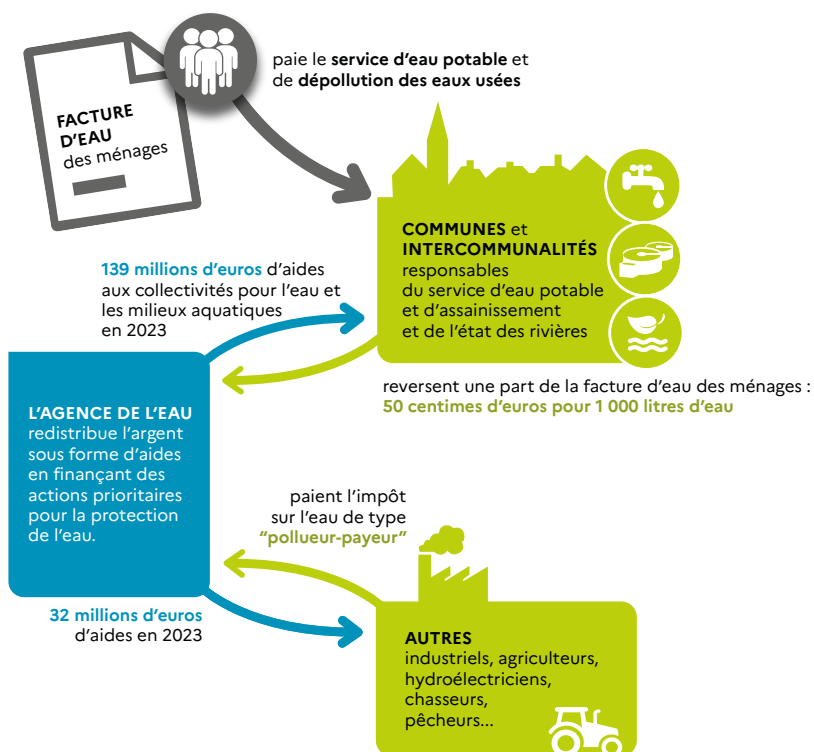 paie le service d'eau potable et
de dépollution des eaux usées
FACTURE
D'EAU
des ménages
COMMUNES et
INTERCOMMUNALITÉS
responsables
du service d'eau potable
et d'assainissement
et de l'état des rivières
139 millions d'euros d'aides
aux collectivités pour l'eau et
les milieux aquatiques
en 2023
reversent une part de la facture d'eau des ménages :
50 centimes d'euros pour 1 000 litres d'eau
L'AGENCE DE L'EAU
redistribue l'argent
sous forme d'aides
en finançant des
actions prioritaires
pour la protection
de l'eau.
paient l'impôt
sur l'eau de type
"pollueur-payeur"
32 millions d'euros
d'aides en 2023
AUTRES
industriels, agriculteurs,
hydroélectriciens,
chasseurs,
pêcheurs...